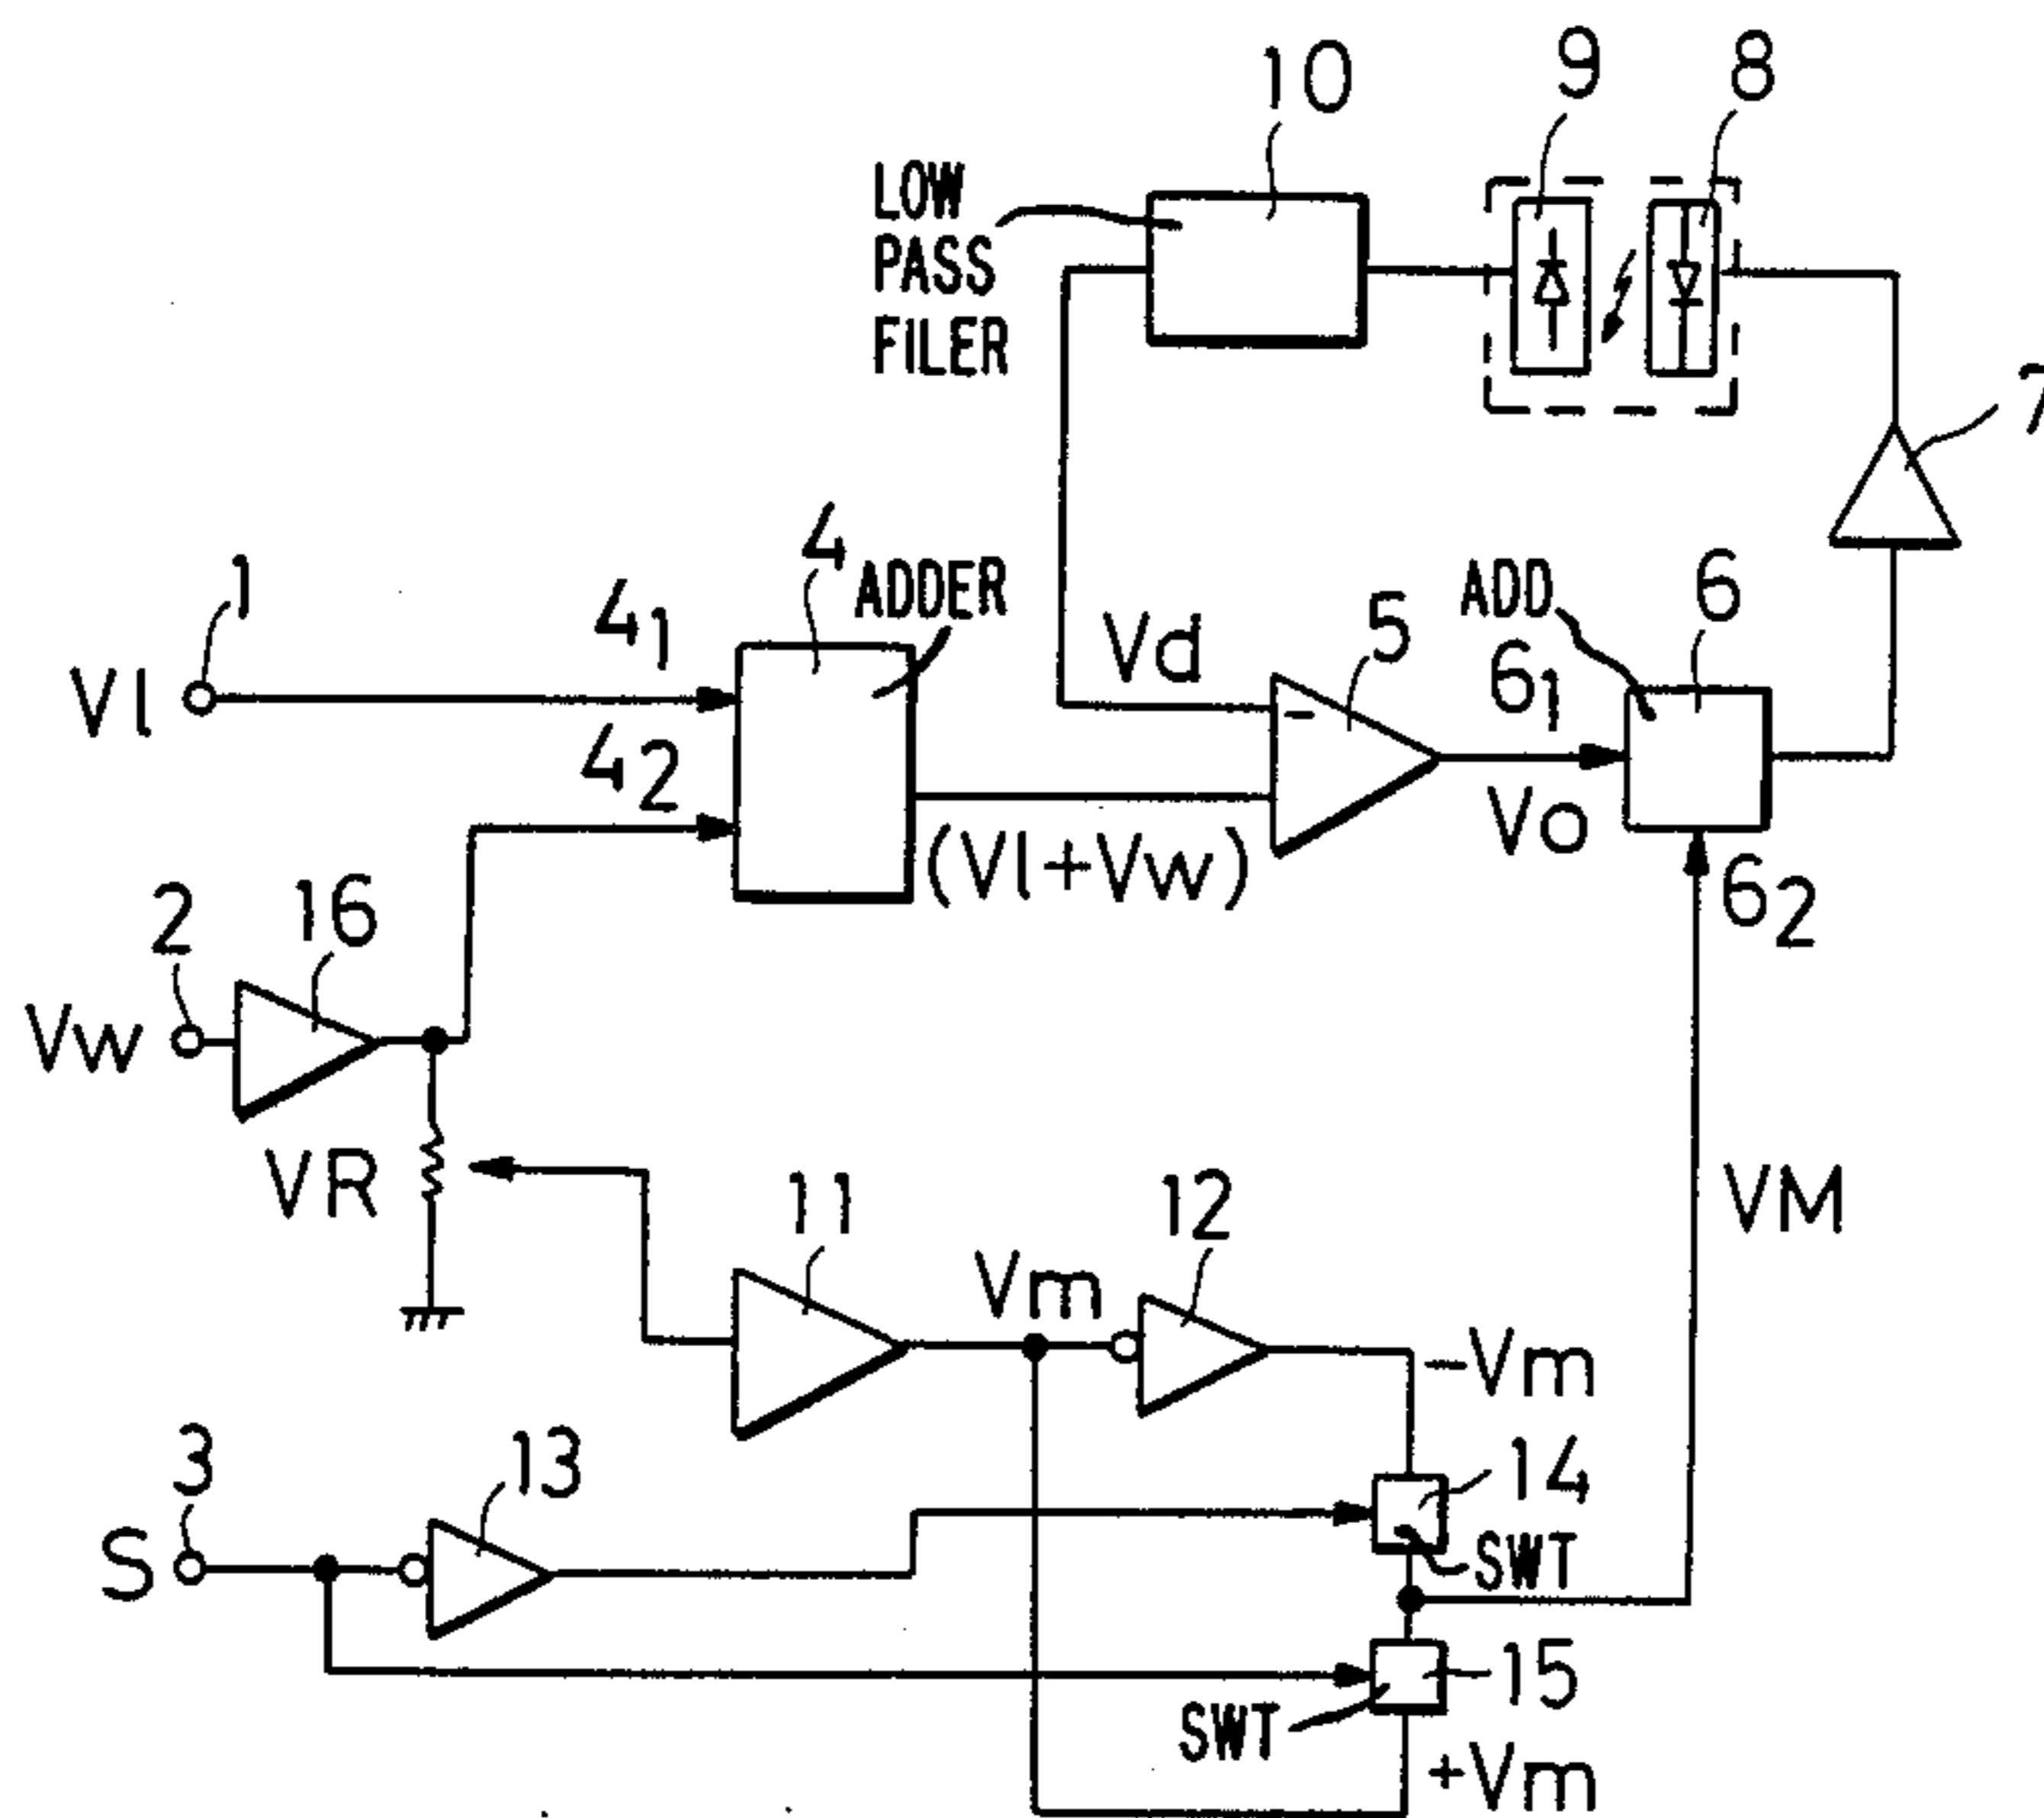 10
9
8
LOW
PASS
FILER
7
4
ADDER
ADD
6
1
4₁
Vd
5
6₁
Vl
4₂
Vo
(Vl+Vw)
6₂
2
16
Vw
VR
VM
11
12
Vm
-Vm
3
13
14
S
SWT
15
SWT
+Vm